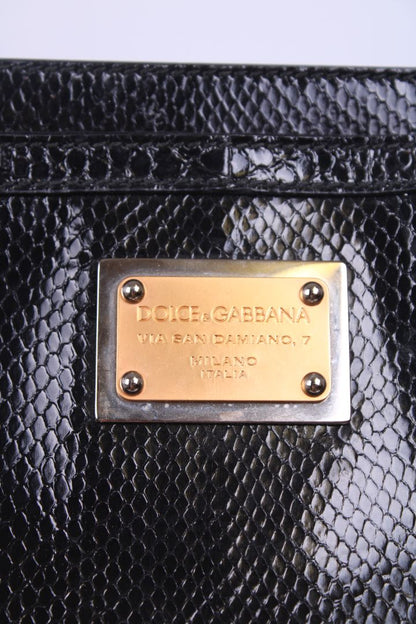 DOLCE & GABBANA
VIA SAN DAMIANO, 7
MILANO
ITALIA